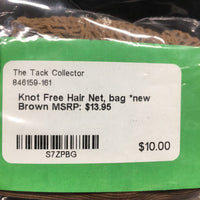 The Tack Collector
846159-161
Knot Free Hair Net, bag *new
Brown MSRP: $13.95
S7ZPBG
$10.00